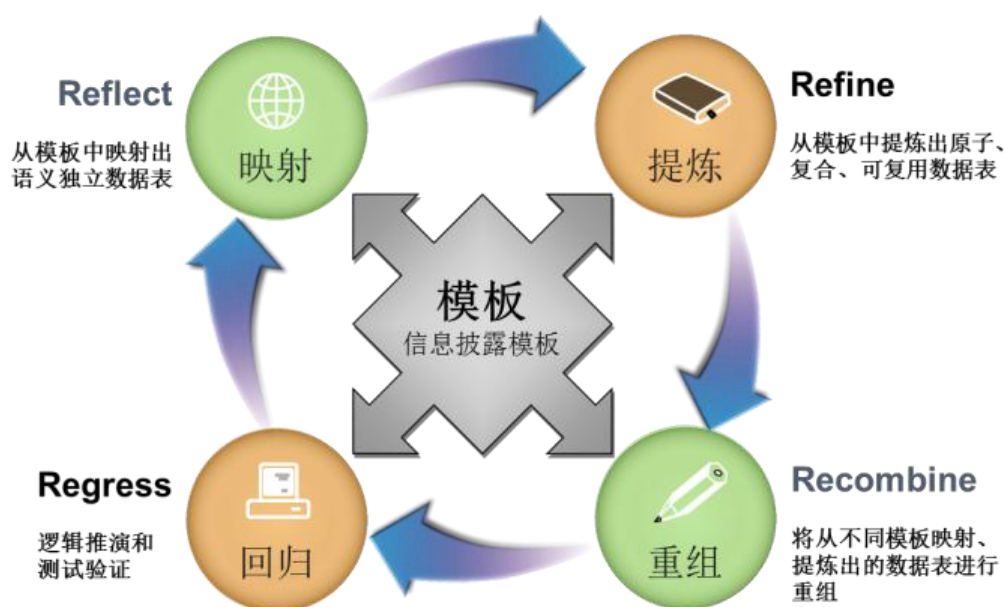 Reflect
从模板中映射出
语义独立数据表
映射
Refine
从模板中提炼出原子、
复合、可复用数据表
提炼
模板
信息披露模板
Regress
逻辑推演和
测试验证
回归
Recombine
将从不同模板映射、
提炼出的数据表进行
重组
重组